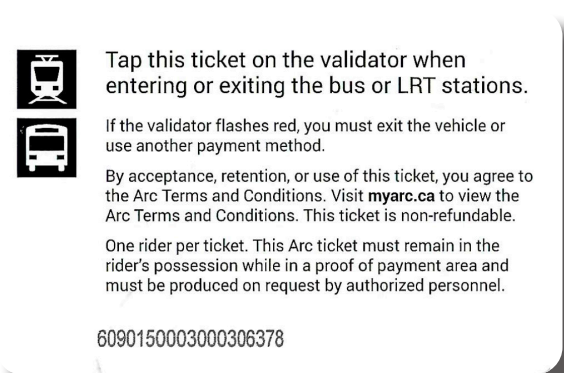 Tap this ticket on the validator when
entering or exiting the bus or LRT stations.
If the validator flashes red, you must exit the vehicle or
use another payment method.
By acceptance, retention, or use of this ticket, you agree to
the Arc Terms and Conditions. Visit myarc.ca to view the
Arc Terms and Conditions. This ticket is non-refundable.
One rider per ticket. This Arc ticket must remain in the
rider's possession while in a proof of payment area and
must be produced on request by authorized personnel.
6090150003000306378